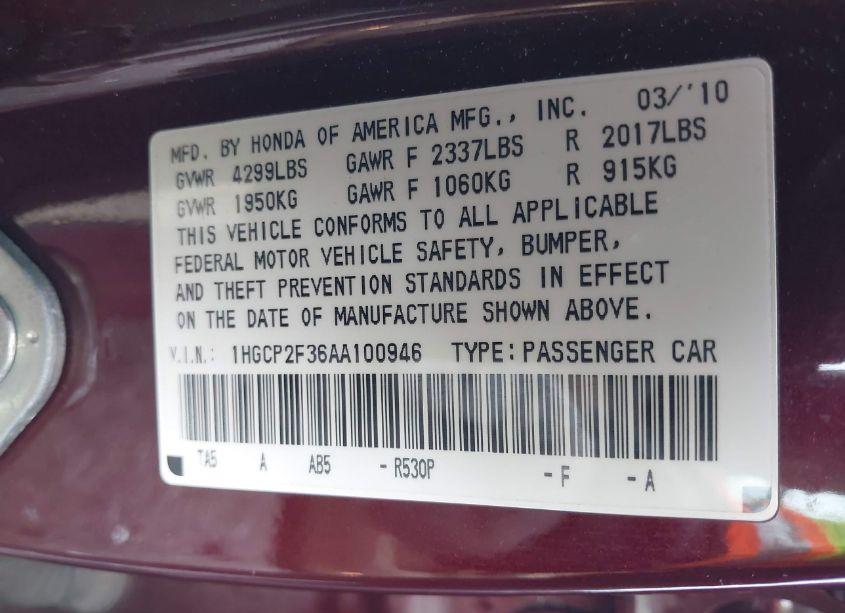 MFD. BY HONDA OF AMERICA MFG., INC. 03/'10
GVWR 4299LBS GAWR F 2337LBS R 2017LBS
GVWR 1950KG GAWR F 1060KG R 915KG
THIS VEHICLE CONFORMS TO ALL APPLICABLE
FEDERAL MOTOR VEHICLE SAFETY, BUMPER,
AND THEFT PREVENTION STANDARDS IN EFFECT
ON THE DATE OF MANUFACTURE SHOWN ABOVE.
V.I.N.: 1HGCP2F36AA100946 TYPE:PASSENGER CAR
TA5 A AB5 -R530P -F -A